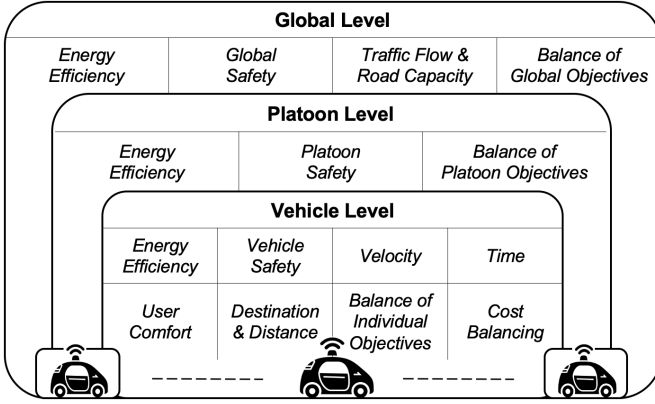 Global Level
Energy Efficiency
Global Safety
Traffic Flow & Road Capacity
Balance of Global Objectives
Platoon Level
Energy Efficiency
Platoon Safety
Balance of Platoon Objectives
Vehicle Level
Energy Efficiency
Vehicle Safety
Velocity
Time
User Comfort
Destination & Distance
Balance of Individual Objectives
Cost Balancing